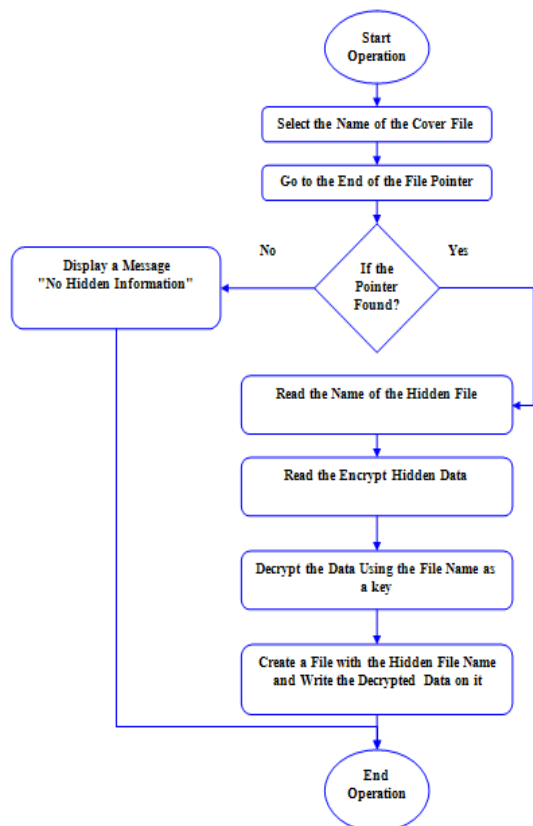 Start
Operation
Select the Name of the Cover File
Go to the End of the File Pointer
No
Yes
If the
Pointer
Found?
Display a Message
"No Hidden Information"
Read the Name of the Hidden File
Read the Encrypt Hidden Data
Decrypt the Data Using the File Name as
a key
Create a File with the Hidden File Name
and Write the Decrypted Data on it
End
Operation